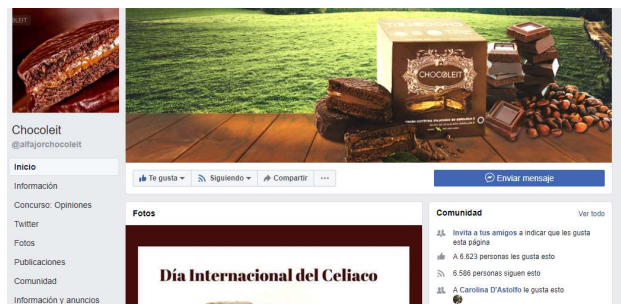 OLEIT
CHOCOLEIT
Chocoleit
@alfajorchocoleit
Inicio
Información
Concurso: Opiniones
Twitter
Fotos
Publicaciones
Comunidad
Información y anuncios
Te gusta
Siguiendo
Compartir
Enviar mensaje
Fotos
Día Internacional del Celiaco
Comunidad
Ver todo
Invita a tus amigos a indicar que les gusta
esta página
A 6.623 personas les gusta esto
6.586 personas siguen esto
A Carolina D'Astolfo le gusta esto